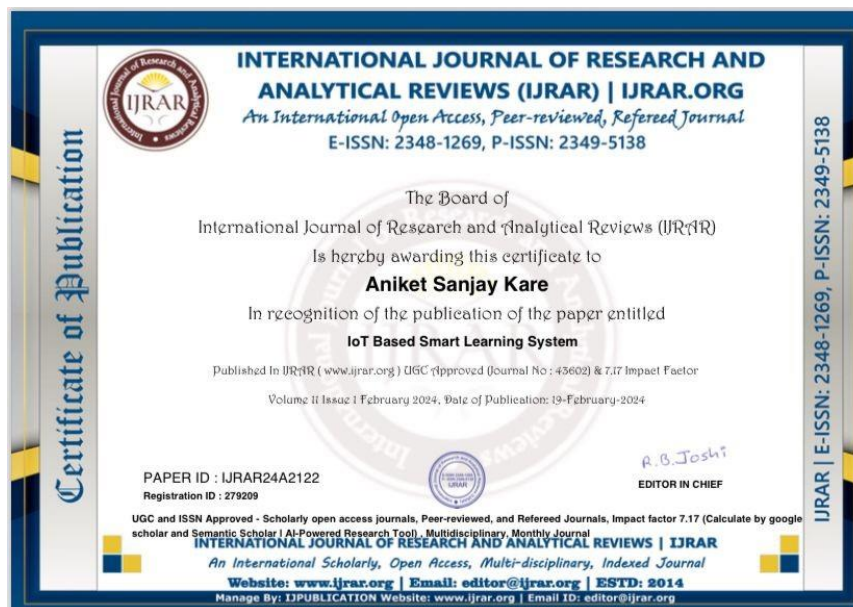 INTERNATIONAL JOURNAL OF RESEARCH AND
ANALYTICAL REVIEWS (IJRAR) | IJRAR.ORG
An International Open Access, Peer-reviewed, Refereed Journal
E-ISSN: 2348-1269, P-ISSN: 2349-5138
International Journal of Research and Analytical Reviews
IJRAR
Certificate of Publication
The Board of
International Journal of Research and Analytical Reviews (IJRAR)
Is hereby awarding this certificate to
Aniket Sanjay Kare
In recognition of the publication of the paper entitled
IoT Based Smart Learning System
Published In IJRAR ( www.ijrar.org ) UGC Approved (Journal No : 43602) & 7.17 Impact Factor
Volume 11 Issue 1 February 2024, Date of Publication: 19-February-2024
PAPER ID : IJRAR24A2122
Registration ID : 279209
IJRAR
R.B.Joshi
EDITOR IN CHIEF
UGC and ISSN Approved - Scholarly open access journals, Peer-reviewed, and Refereed Journals, Impact factor 7.17 (Calculate by google
scholar and Semantic Scholar | AI-Powered Research Tool) , Multidisciplinary, Monthly Journal
INTERNATIONAL JOURNAL OF RESEARCH AND ANALYTICAL REVIEWS | IJRAR
An International Scholarly, Open Access, Multi-disciplinary, Indexed Journal
Website: www.ijrar.org | Email: editor@ijrar.org | ESTD: 2014
Manage By: IJPUBLICATION Website: www.ijrar.org | Email ID: editor@ijrar.org
IJRAR | E-ISSN: 2348-1269, P-ISSN: 2349-5138